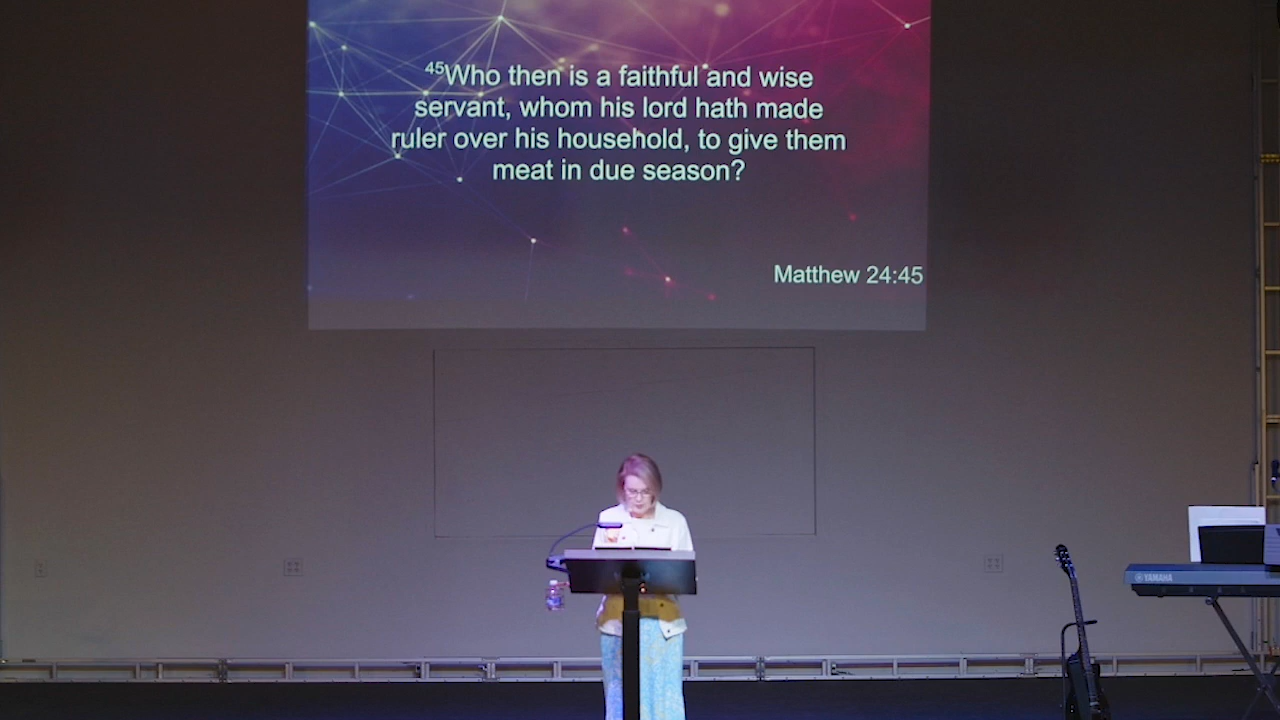 45Who then is a faithful and wise
servant, whom his lord hath made
ruler over his household, to give them
meat in due season?
Matthew 24:45
YAMAHA